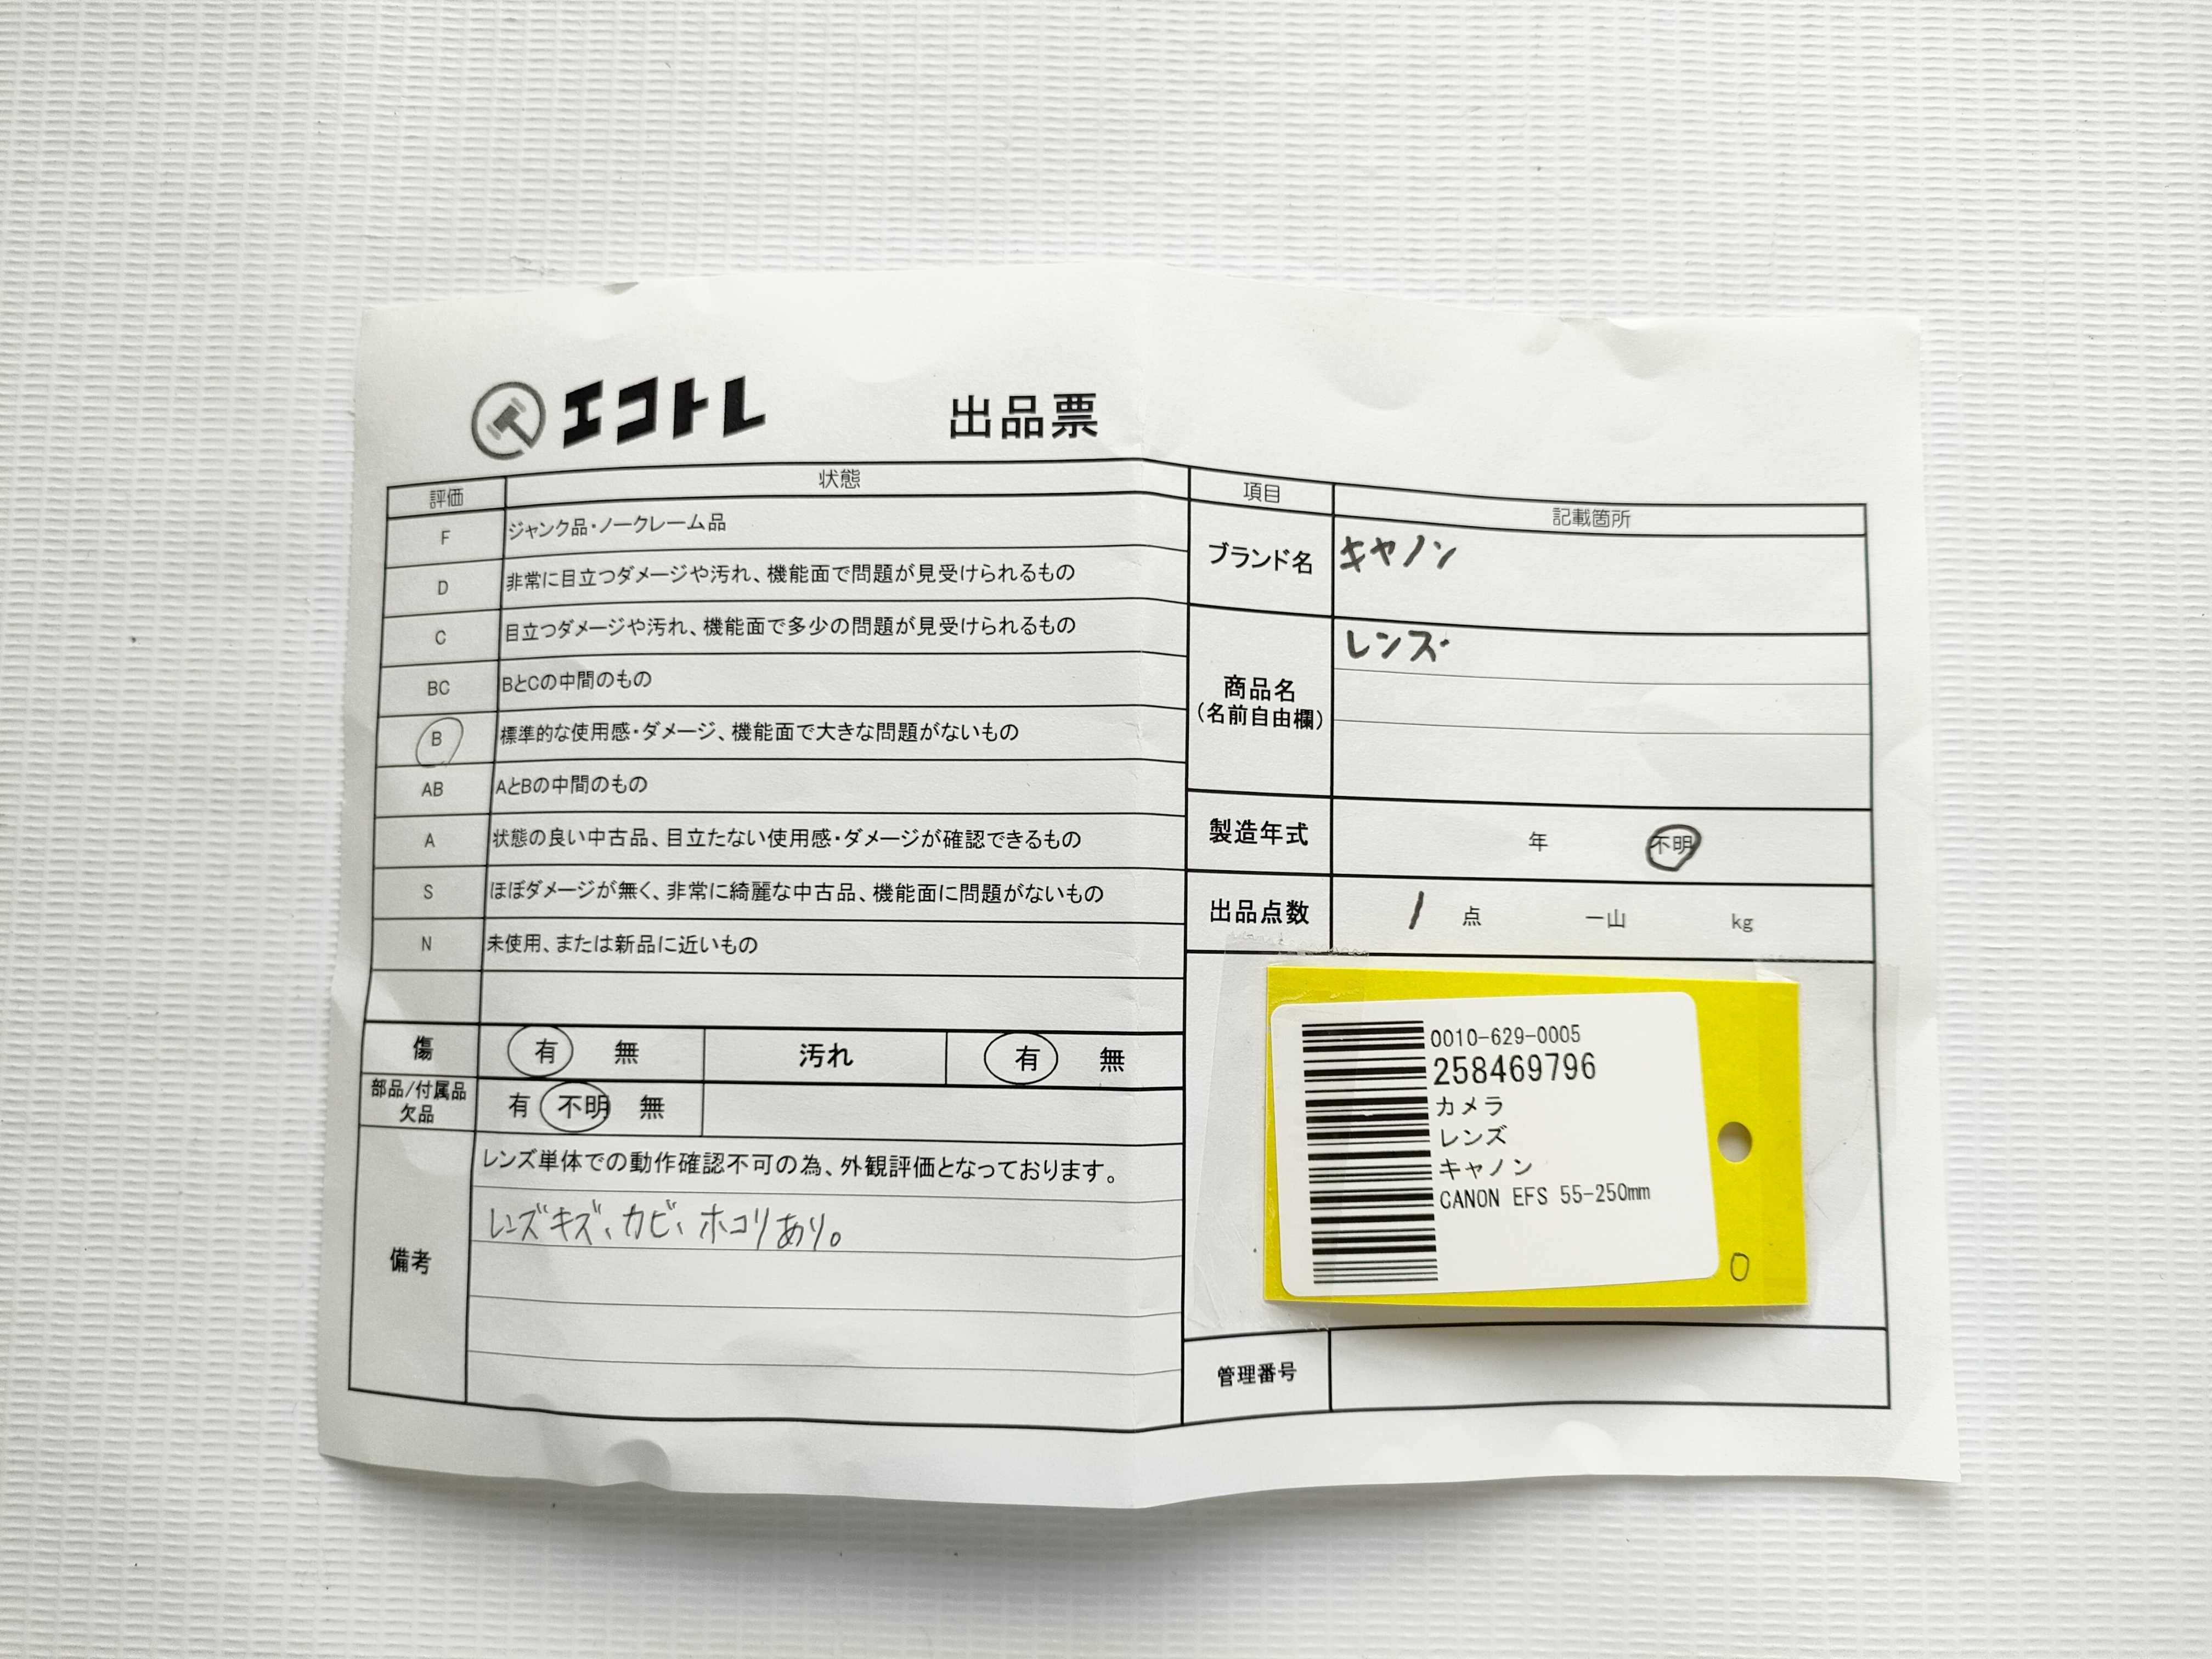 エコトレ 出品票
評価 状態
F ジャンク品・ノークレーム品
D 非常に目立つダメージや汚れ、機能面で問題が見受けられるもの
C 目立つダメージや汚れ、機能面で多少の問題が見受けられるもの
BC BとCの中間のもの
B 標準的な使用感・ダメージ、機能面で大きな問題がないもの
AB AとBの中間のもの
A 状態の良い中古品、目立たない使用感・ダメージが確認できるもの
S ほぼダメージが無く、非常に綺麗な中古品、機能面に問題がないもの
N 未使用、または新品に近いもの
傷 有 無 汚れ 有 無
部品/付属品
欠品
有 不明 無
備考
レンズ単体での動作確認不可の為、外観評価となっております。
レンズキズ、カビ、ホコリあり。
項目 記載箇所
ブランド名 キヤノン
商品名
(名前自由欄)
レンズ
製造年式 年 不明
出品点数 1 点 一山 kg
0010-629-0005
258469796
カメラ
レンズ
キャノン
CANON EFS 55-250mm
0
管理番号